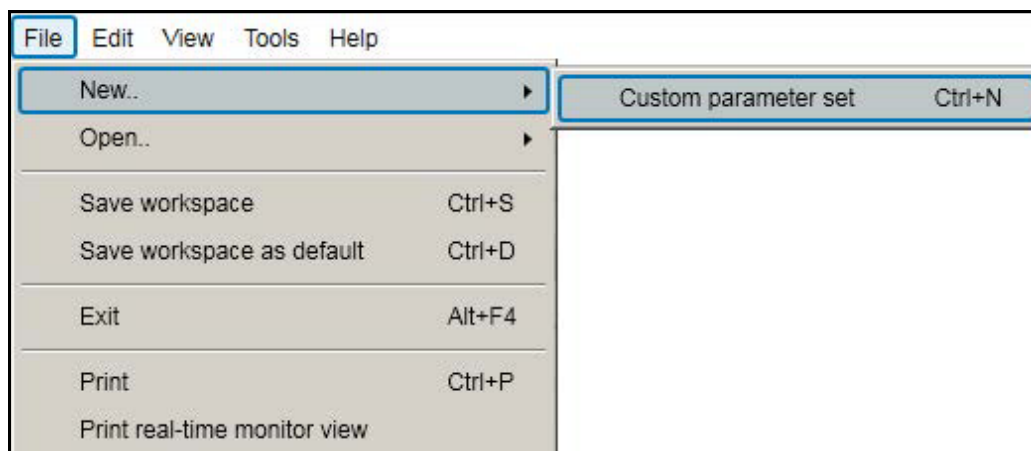 File Edit View Tools Help
New..
Custom parameter set Ctrl+N
Open..
Save workspace Ctrl+S
Save workspace as default Ctrl+D
Exit Alt+F4
Print Ctrl+P
Print real-time monitor view